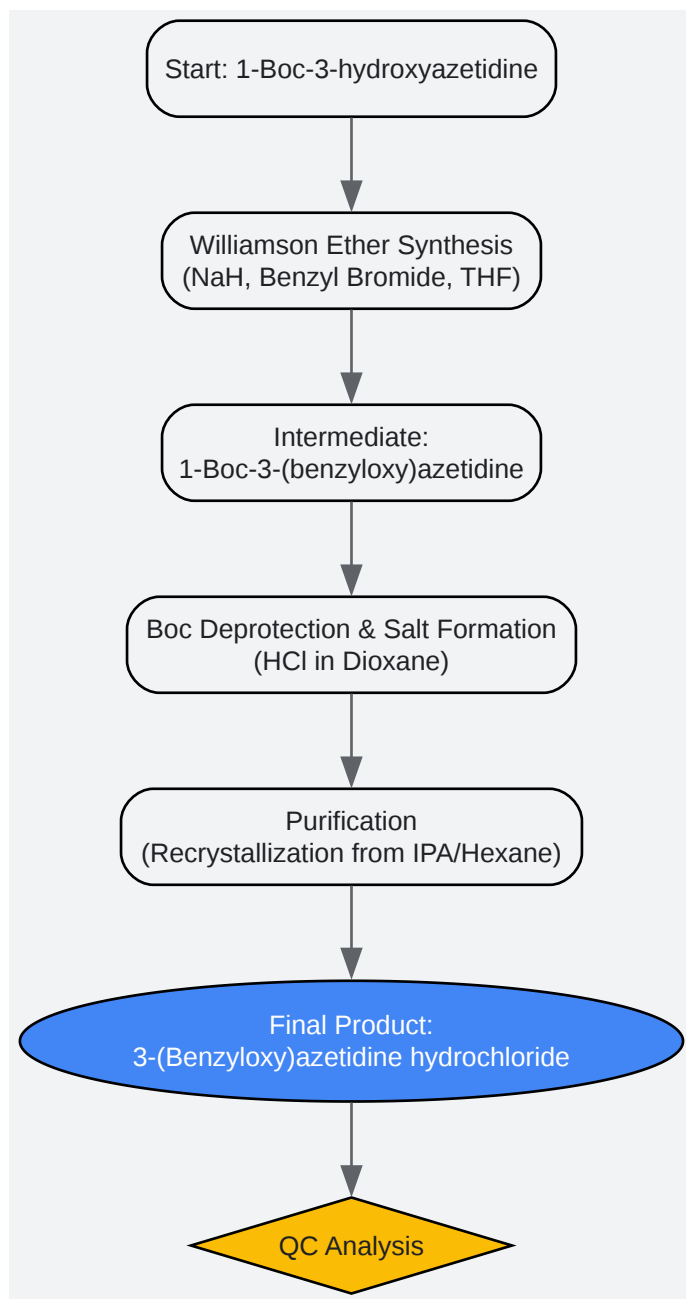 Start: 1-Boc-3-hydroxyazetidine
Williamson Ether Synthesis
(NaH, Benzyl Bromide, THF)
Intermediate:
1-Boc-3-(benzyloxy)azetidine
Boc Deprotection & Salt Formation
(HCl in Dioxane)
Purification
(Recrystallization from IPA/Hexane)
Final Product:
3-(Benzyloxy)azetidine hydrochloride
QC Analysis